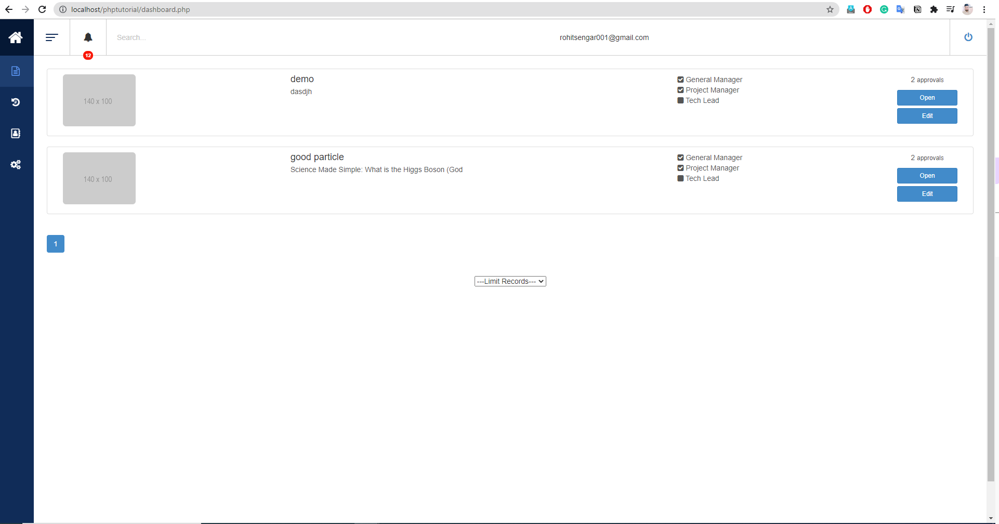 localhost/phptutorial/dashboard.php
Search...
rohitsengar001@gmail.com
12
140 x 100
demo
dasdjh
General Manager
Project Manager
Tech Lead
2 approvals
Open
Edit
140 x 100
good particle
Science Made Simple: What is the Higgs Boson (God
General Manager
Project Manager
Tech Lead
2 approvals
Open
Edit
1
---Limit Records---